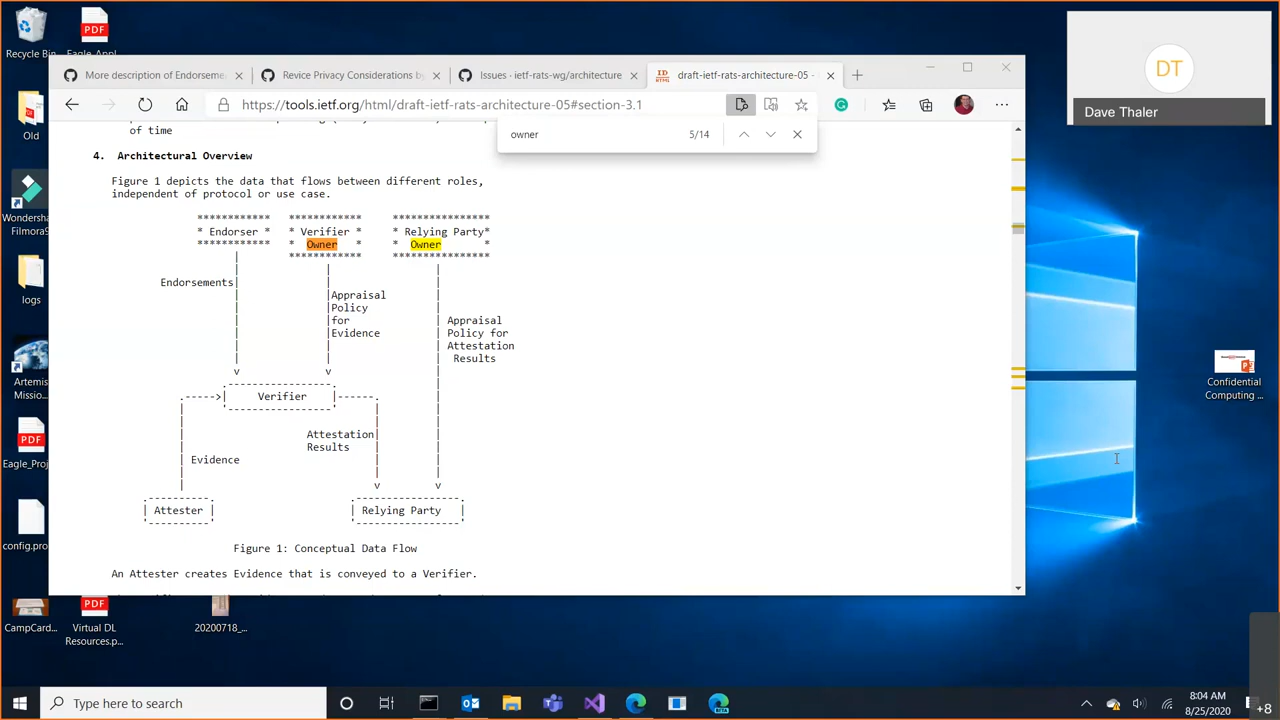 Recycle Bin
PDF
Eagle_Appl...
Old
Wondersha...
Filmora9
logs
Artemis
Missio...
PDF
Eagle_Proj...
config.pro...
CampCard...
PDF
Virtual DL
Resources.p...
20200718_...
More description of Endorseme
Revice Privacy Considerations by
Issues · ietf-rats-wg/architecture
draft-ietf-rats-architecture-05 -
https://tools.ietf.org/html/draft-ietf-rats-architecture-05#section-3.1
owner
5/14
of time
4. Architectural Overview
Figure 1 depicts the data that flows between different roles,
independent of protocol or use case.
************ ************ ****************
* Endorser * * Verifier * * Relying Party*
************ * Owner * * Owner *
************ ****************
Endorsements
Appraisal
Policy
for
Evidence
Appraisal
Policy for
Attestation
Results
v v
Verifier
Attestation
Results
Evidence
v v
Attester
Relying Party
Figure 1: Conceptual Data Flow
An Attester creates Evidence that is conveyed to a Verifier.
DT
Dave Thaler
Confidential
Computing ...
Type here to search
8:04 AM
8/25/2020
+8